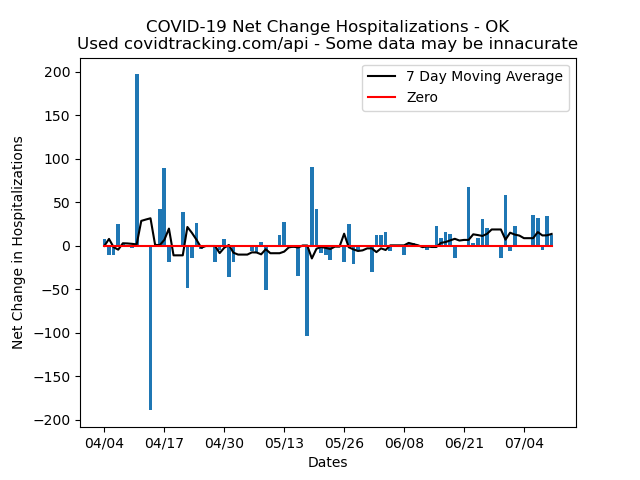 COVID-19 Net Change Hospitalizations - OK
Used covidtracking.com/api - Some data may be innacurate
7 Day Moving Average
Zero
Net Change in Hospitalizations
200
150
100
50
0
−50
−100
−150
−200
04/04 04/17 04/30 05/13 05/26 06/08 06/21 07/04
Dates